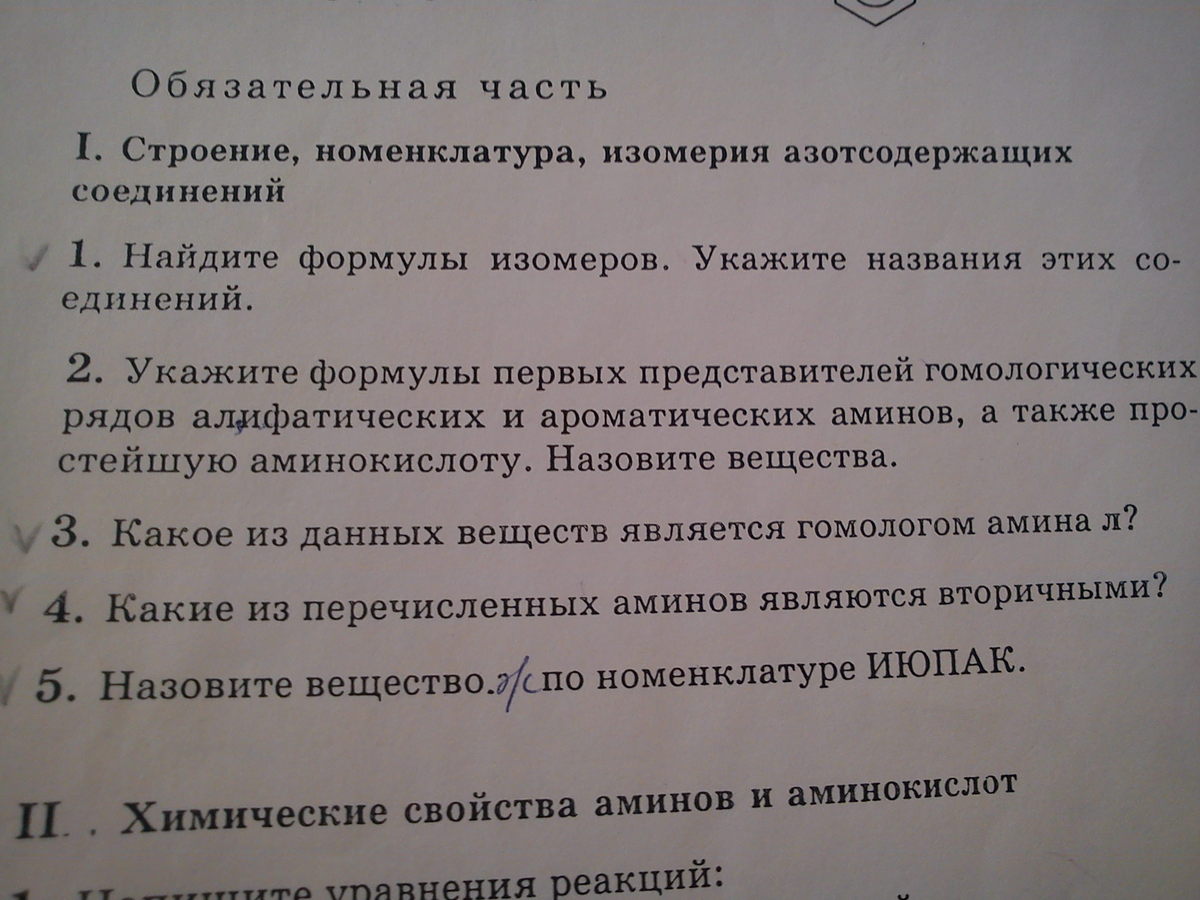 Обязательная часть
I. Строение, номенклатура, изомерия азотсодержащих
соединений
1. Найдите формулы изомеров. Укажите названия этих со-
единений.
2. Укажите формулы первых представителей гомологических
рядов алифатических и ароматических аминов, а также про-
стейшую аминокислоту. Назовите вещества.
3. Какое из данных веществ является гомологом амина л?
4. Какие из перечисленных аминов являются вторичными?
5. Назовите вещество. ж по номенклатуре ИЮПАК.
II. . Химические свойства аминов и аминокислот
1. Напишите уравнения реакций: